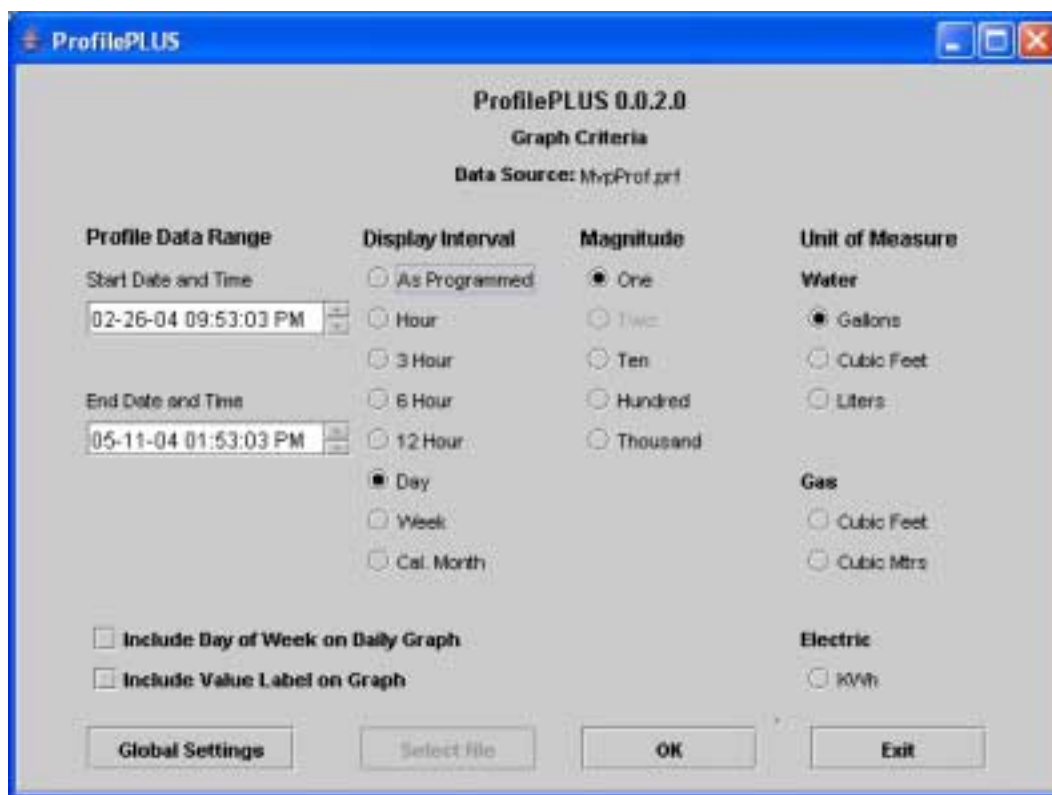 ProfilePLUS
ProfilePLUS 0.0.2.0
Graph Criteria
Data Source: MvpProf.prf
Profile Data Range
Start Date and Time
02-26-04 09:53:03 PM
End Date and Time
05-11-04 01:53:03 PM
Display Interval
As Programmed
Hour
3 Hour
6 Hour
12 Hour
Day
Week
Cal. Month
Magnitude
One
Two
Ten
Hundred
Thousand
Unit of Measure
Water
Gallons
Cubic Feet
Liters
Gas
Cubic Feet
Cubic Mtrs
Electric
KWh
Include Day of Week on Daily Graph
Include Value Label on Graph
Global Settings
Select file
OK
Exit